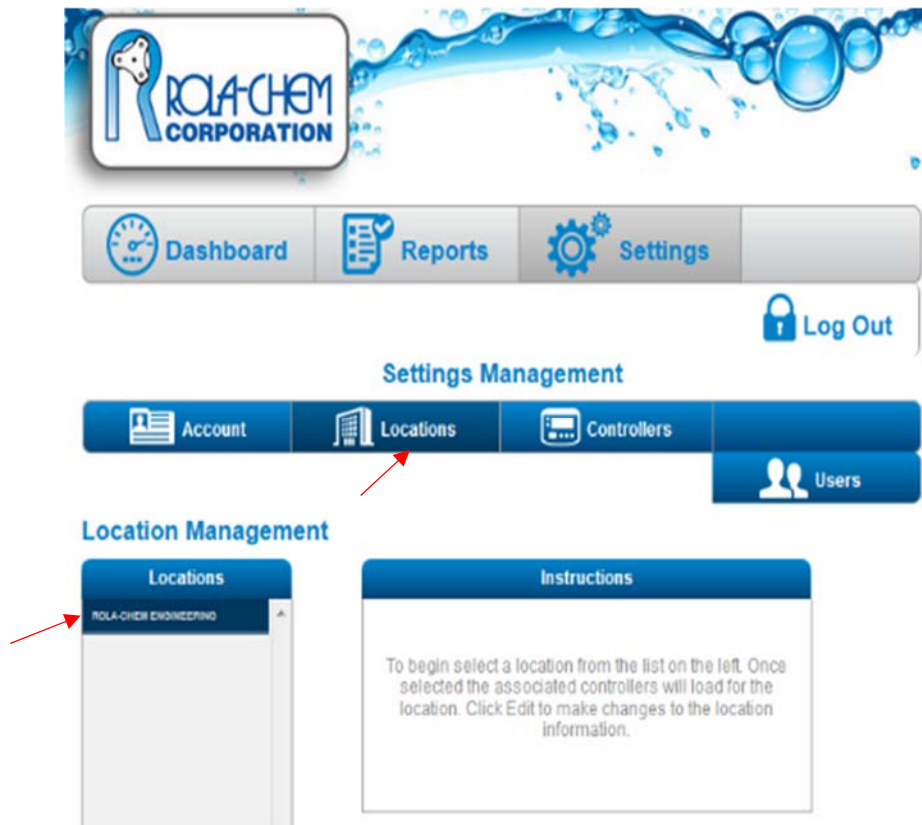 ROLA-CHEM
CORPORATION
Dashboard
Reports
Settings
Log Out
Settings Management
Account
Locations
Controllers
Users
Location Management
Locations
ROLA-CHEM ENGINEERING
Instructions
To begin select a location from the list on the left. Once
selected the associated controllers will load for the
location. Click Edit to make changes to the location
information.